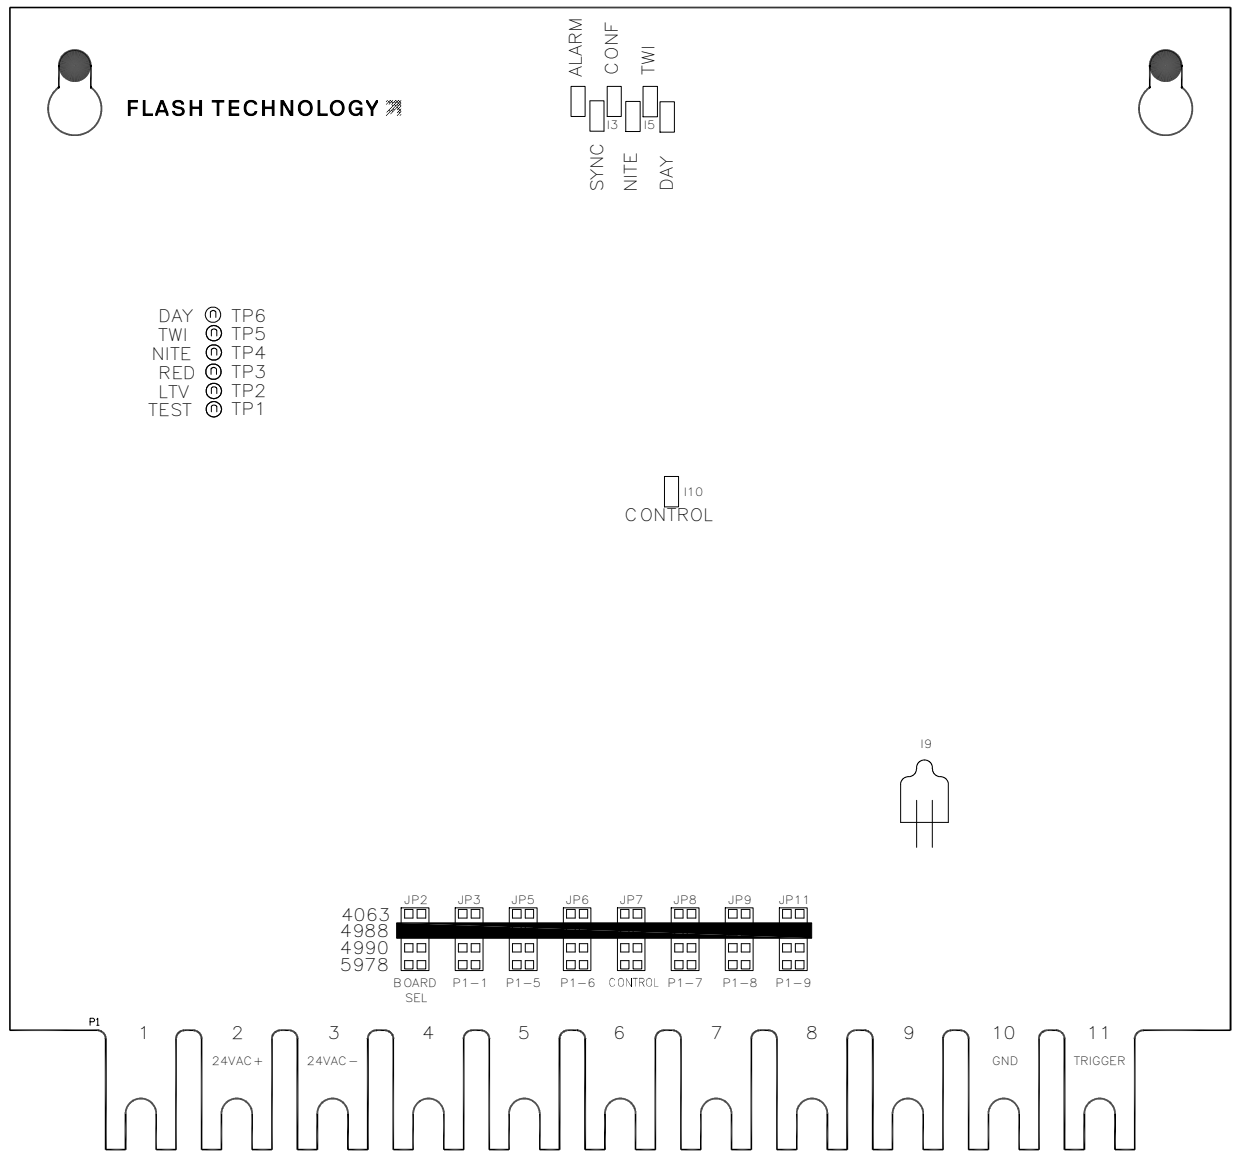 ALARM CONF TWI
FLASH TECHNOLOGY
I3 I5
SYNC NITE DAY
DAY TP6
TWI TP5
NITE TP4
RED TP3
LTV TP2
TEST TP1
I10
CONTROL
I9
JP2 JP3 JP5 JP6 JP7 JP8 JP9 JP11
4063
4988
4990
5978
BOARD SEL P1-1 P1-5 P1-6 CONTROL P1-7 P1-8 P1-9
P1
1 2 3 4 5 6 7 8 9 10 11
24VAC+ 24VAC- GND TRIGGER